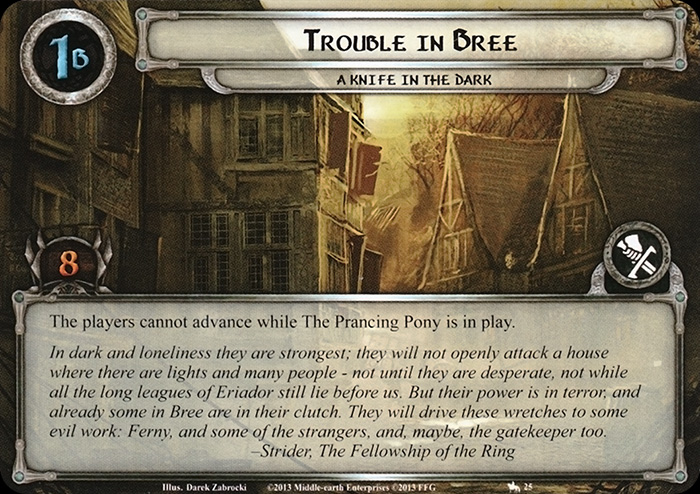 1B
TROUBLE IN BREE
A KNIFE IN THE DARK
8
The players cannot advance while The Prancing Pony is in play.
In dark and loneliness they are strongest; they will not openly attack a house
where there are lights and many people - not until they are desperate, not while
all the long leagues of Eriador still lie before us. But their power is in terror, and
already some in Bree are in their clutch. They will drive these wretches to some
evil work: Ferny, and some of the strangers, and, maybe, the gatekeeper too.
–Strider, The Fellowship of the Ring
Illus. Darek Zabrocki ©2013 Middle-earth Enterprises ©2013 FFG 25